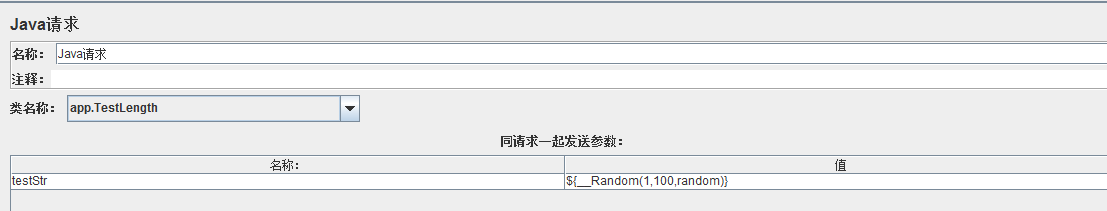 Java请求
名称： Java请求
注释：
类名称： app.TestLength
同请求一起发送参数：
名称： 值
testStr ${__Random(1,100,random)}